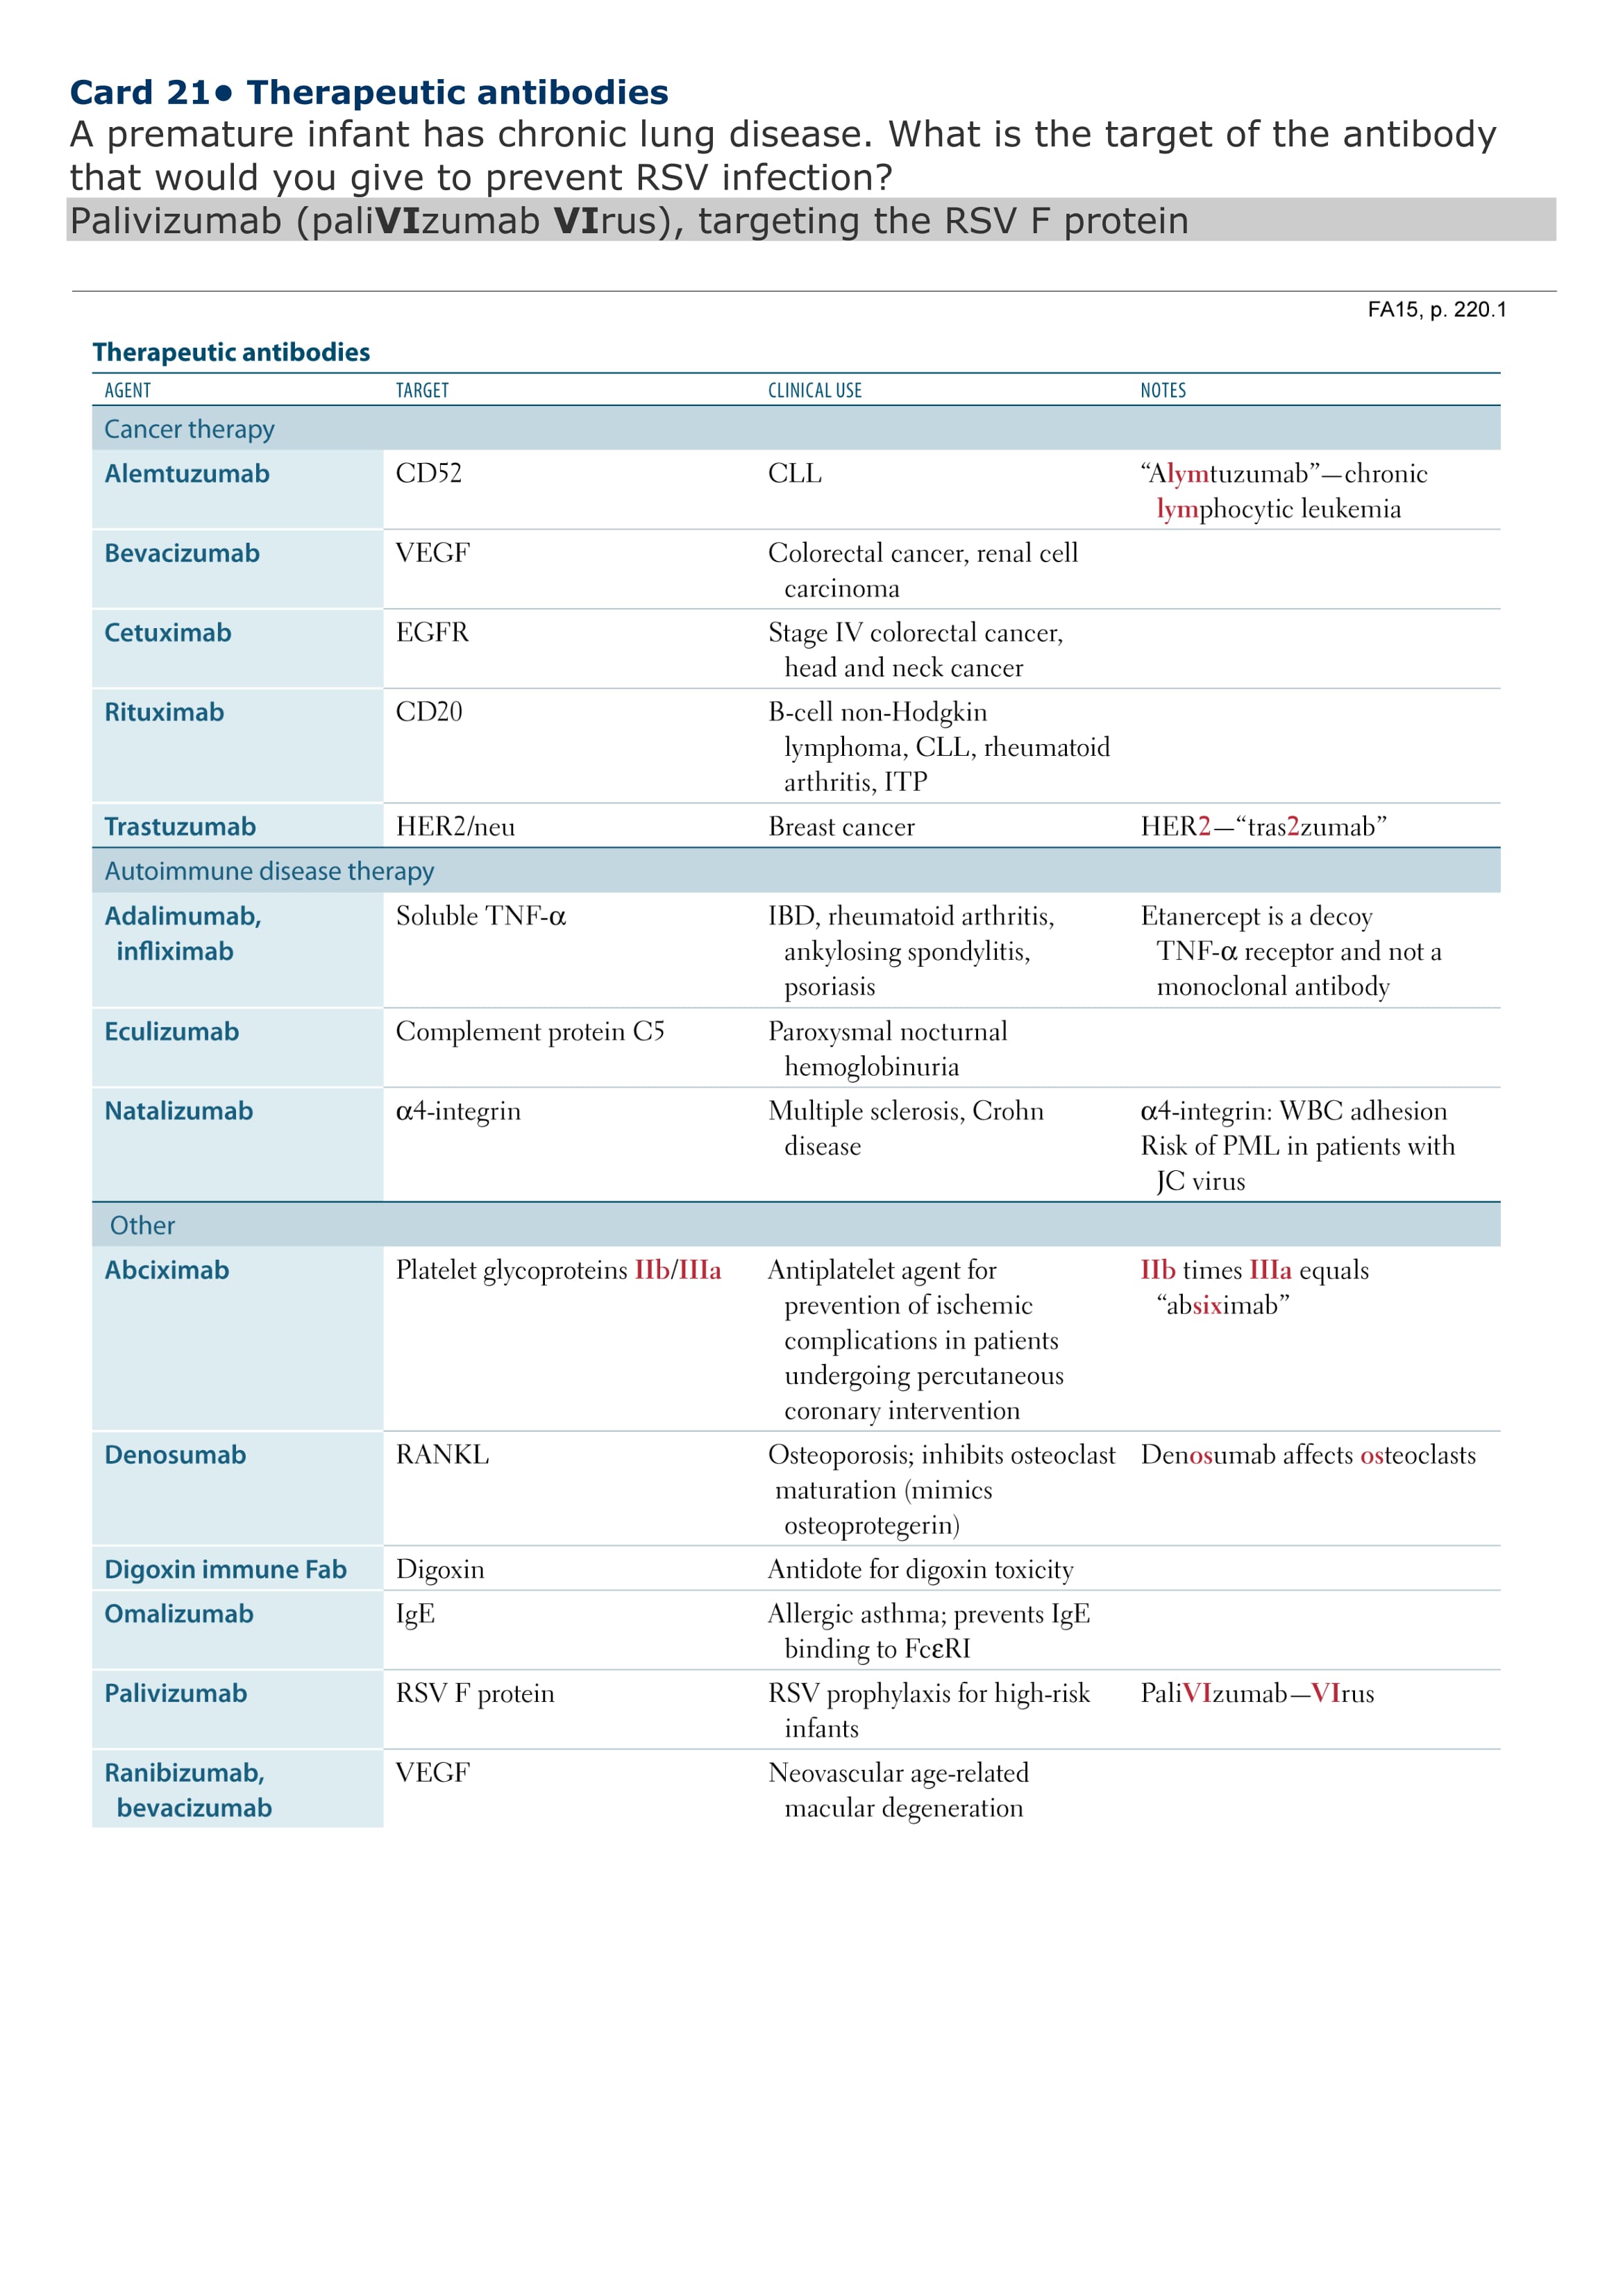 Card 21● Therapeutic antibodies
A premature infant has chronic lung disease. What is the target of the antibody
that would you give to prevent RSV infection?
Palivizumab (paliVIzumab VIrus), targeting the RSV F protein
FA15, p. 220.1
Therapeutic antibodies
AGENT TARGET CLINICAL USE NOTES
Cancer therapy
Alemtuzumab CD52 CLL “Alymtuzumab”—chronic
lymphocytic leukemia
Bevacizumab VEGF Colorectal cancer, renal cell
carcinoma
Cetuximab EGFR Stage IV colorectal cancer,
head and neck cancer
Rituximab CD20 B-cell non-Hodgkin
lymphoma, CLL, rheumatoid
arthritis, ITP
Trastuzumab HER2/neu Breast cancer HER2—“tras2zumab”
Autoimmune disease therapy
Adalimumab, Soluble TNF-α IBD, rheumatoid arthritis, Etanercept is a decoy
infliximab ankylosing spondylitis, TNF-α receptor and not a
psoriasis monoclonal antibody
Eculizumab Complement protein C5 Paroxysmal nocturnal
hemoglobinuria
Natalizumab α4-integrin Multiple sclerosis, Crohn α4-integrin: WBC adhesion
disease Risk of PML in patients with
JC virus
Other
Abciximab Platelet glycoproteins IIb/IIIa Antiplatelet agent for IIb times IIIa equals
prevention of ischemic “absiximab”
complications in patients
undergoing percutaneous
coronary intervention
Denosumab RANKL Osteoporosis; inhibits osteoclast Denosumab affects osteoclasts
maturation (mimics
osteoprotegerin)
Digoxin immune Fab Digoxin Antidote for digoxin toxicity
Omalizumab IgE Allergic asthma; prevents IgE
binding to FcεRI
Palivizumab RSV F protein RSV prophylaxis for high-risk PaliVIzumab—VIrus
infants
Ranibizumab, VEGF Neovascular age-related
bevacizumab macular degeneration